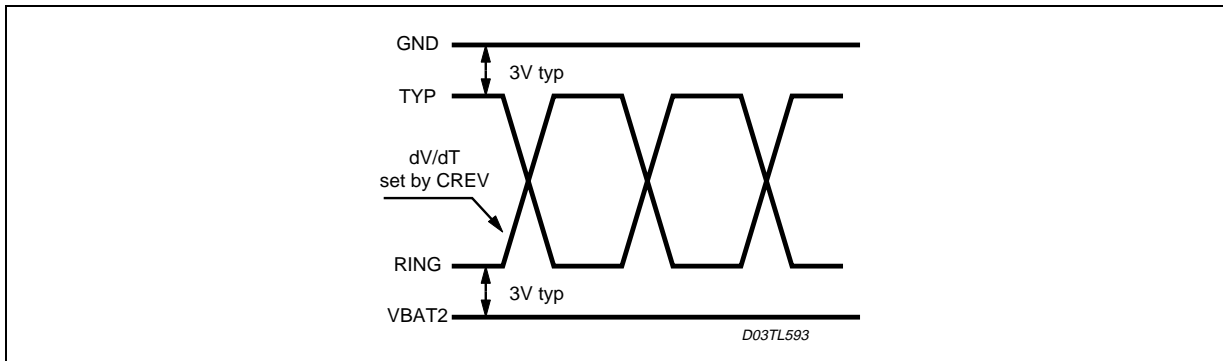 GND
3V typ
TYP
dV/dT
set by CREV
RING
3V typ
VBAT2
D03TL593